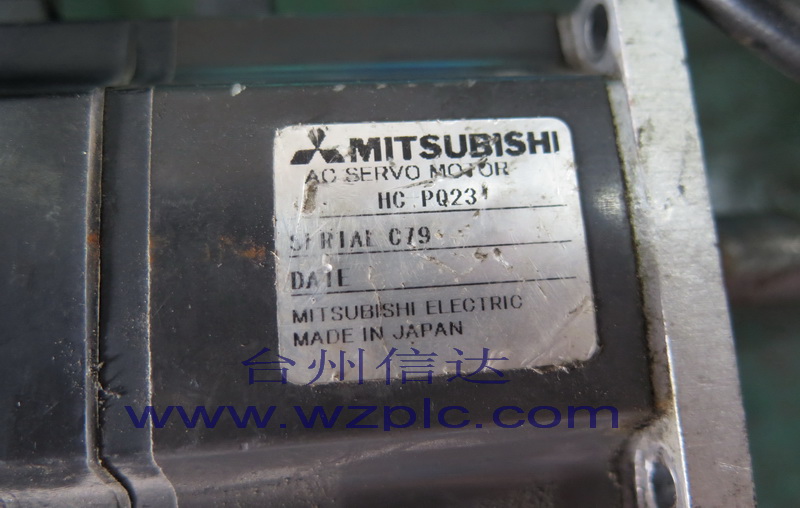 MITSUBISHI
AC SERVO MOTOR
HC PQ23
SERIAL C79
DATE
MITSUBISHI ELECTRIC
MADE IN JAPAN
台州信达
www.wzplc.com